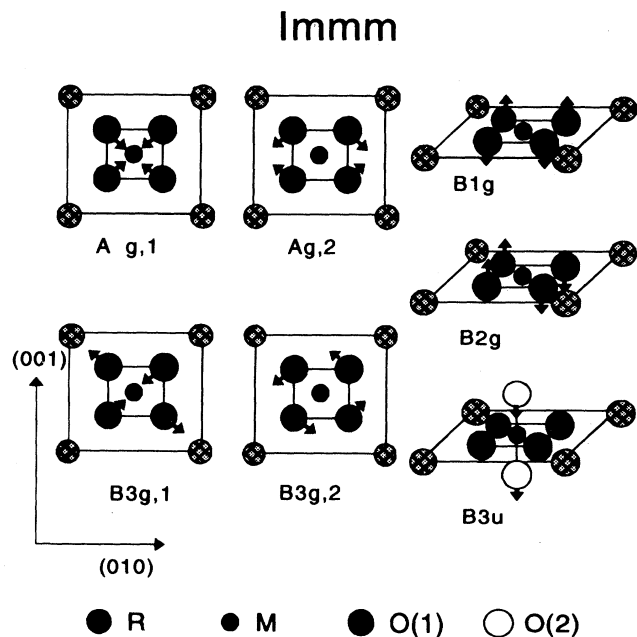 Immm
A g,1
Ag,2
B1g
B2g
(001)
B3g,1
B3g,2
B3u
(010)
R M O(1) O(2)